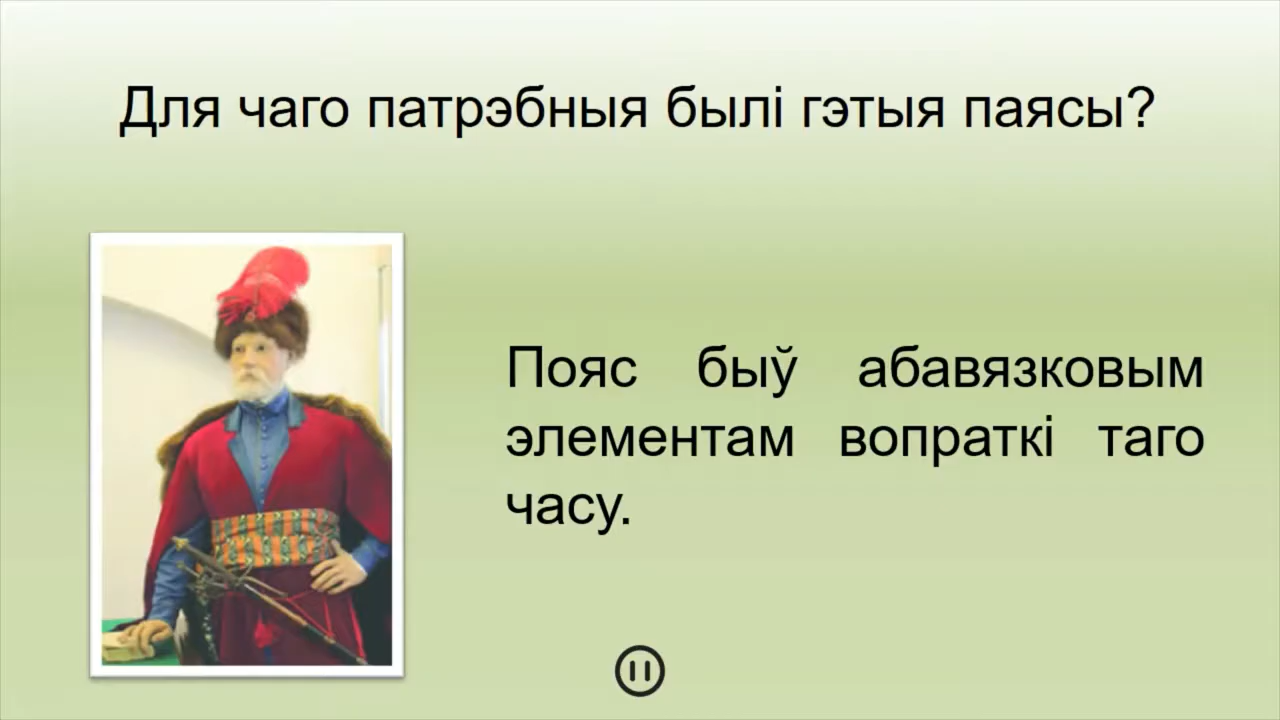 Для чаго патрэбныя былі гэтыя паясы?
Пояс быў абавязковым
элементам вопраткі таго
часу.